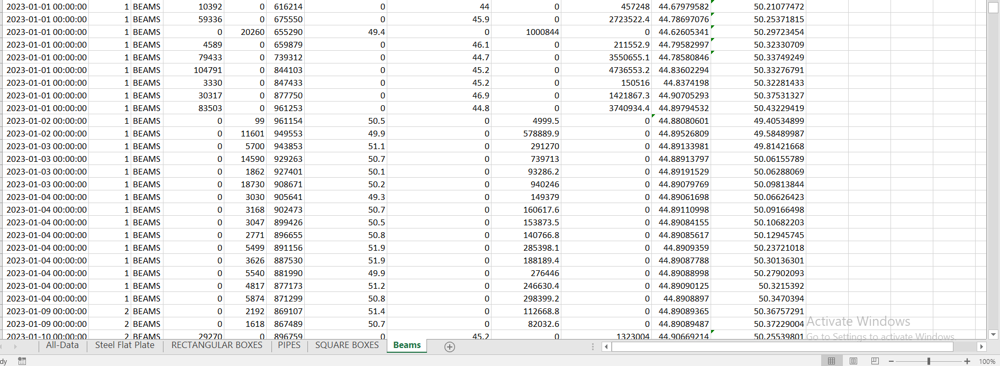 2023-01-01 00:00:00 1 BEAMS 10392 0 616214 0 44 0 457248 44.67979582 50.21077472
2023-01-01 00:00:00 1 BEAMS 59336 0 675550 0 45.9 0 2723522.4 44.78697076 50.25371815
2023-01-01 00:00:00 1 BEAMS 0 20260 655290 49.4 0 1000844 0 44.62605341 50.29723454
2023-01-01 00:00:00 1 BEAMS 4589 0 659879 0 46.1 0 211552.9 44.79582997 50.32330709
2023-01-01 00:00:00 1 BEAMS 79433 0 739312 0 44.7 0 3550655.1 44.78580846 50.33749249
2023-01-01 00:00:00 1 BEAMS 104791 0 844103 0 45.2 0 4736553.2 44.83602294 50.33276791
2023-01-01 00:00:00 1 BEAMS 3330 0 847433 0 45.2 0 150516 44.8374198 50.32281433
2023-01-01 00:00:00 1 BEAMS 30317 0 877750 0 46.9 0 1421867.3 44.90705293 50.37531327
2023-01-01 00:00:00 1 BEAMS 83503 0 961253 0 44.8 0 3740934.4 44.89794532 50.43229419
2023-01-02 00:00:00 1 BEAMS 0 99 961154 50.5 0 4999.5 0 44.88080601 49.40534899
2023-01-02 00:00:00 1 BEAMS 0 11601 949553 49.9 0 578889.9 0 44.89526809 49.58489987
2023-01-03 00:00:00 1 BEAMS 0 5700 943853 51.1 0 291270 0 44.89133981 49.81421668
2023-01-03 00:00:00 1 BEAMS 0 14590 929263 50.7 0 739713 0 44.88913797 50.06155789
2023-01-03 00:00:00 1 BEAMS 0 1862 927401 50.1 0 93286.2 0 44.89191529 50.06288069
2023-01-03 00:00:00 1 BEAMS 0 18730 908671 50.2 0 940246 0 44.89079769 50.09813844
2023-01-04 00:00:00 1 BEAMS 0 3030 905641 49.3 0 149379 0 44.89061698 50.06626423
2023-01-04 00:00:00 1 BEAMS 0 3168 902473 50.7 0 160617.6 0 44.89110998 50.09166498
2023-01-04 00:00:00 1 BEAMS 0 3047 899426 50.5 0 153873.5 0 44.89084155 50.10682203
2023-01-04 00:00:00 1 BEAMS 0 2771 896655 50.8 0 140766.8 0 44.89085617 50.12945745
2023-01-04 00:00:00 1 BEAMS 0 5499 891156 51.9 0 285398.1 0 44.8909359 50.23721018
2023-01-04 00:00:00 1 BEAMS 0 3626 887530 51.9 0 188189.4 0 44.89087788 50.30136301
2023-01-04 00:00:00 1 BEAMS 0 5540 881990 49.9 0 276446 0 44.89088998 50.27902093
2023-01-04 00:00:00 1 BEAMS 0 4817 877173 51.2 0 246630.4 0 44.89090125 50.3215392
2023-01-04 00:00:00 1 BEAMS 0 5874 871299 50.8 0 298399.2 0 44.8908897 50.3470394
2023-01-09 00:00:00 2 BEAMS 0 2192 869107 51.4 0 112668.8 0 44.89089365 50.36757291
2023-01-09 00:00:00 2 BEAMS 0 1618 867489 50.7 0 82032.6 0 44.89089487 50.37229004
Activate Windows
2023-01-10 00:00:00 2 BEAMS 29270 0 896759 0 45.2 0 1323004 44.90669214 50.25539801
Go to Settings to activate Windows.
All-Data Steel Flat Plate RECTANGULAR BOXES PIPES SQUARE BOXES Beams
dy 100%